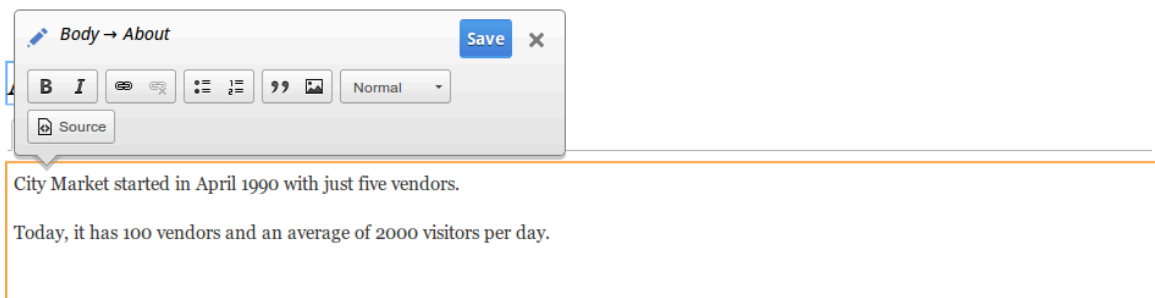 Body → About
Save
B I
Normal
Source
City Market started in April 1990 with just five vendors.
Today, it has 100 vendors and an average of 2000 visitors per day.